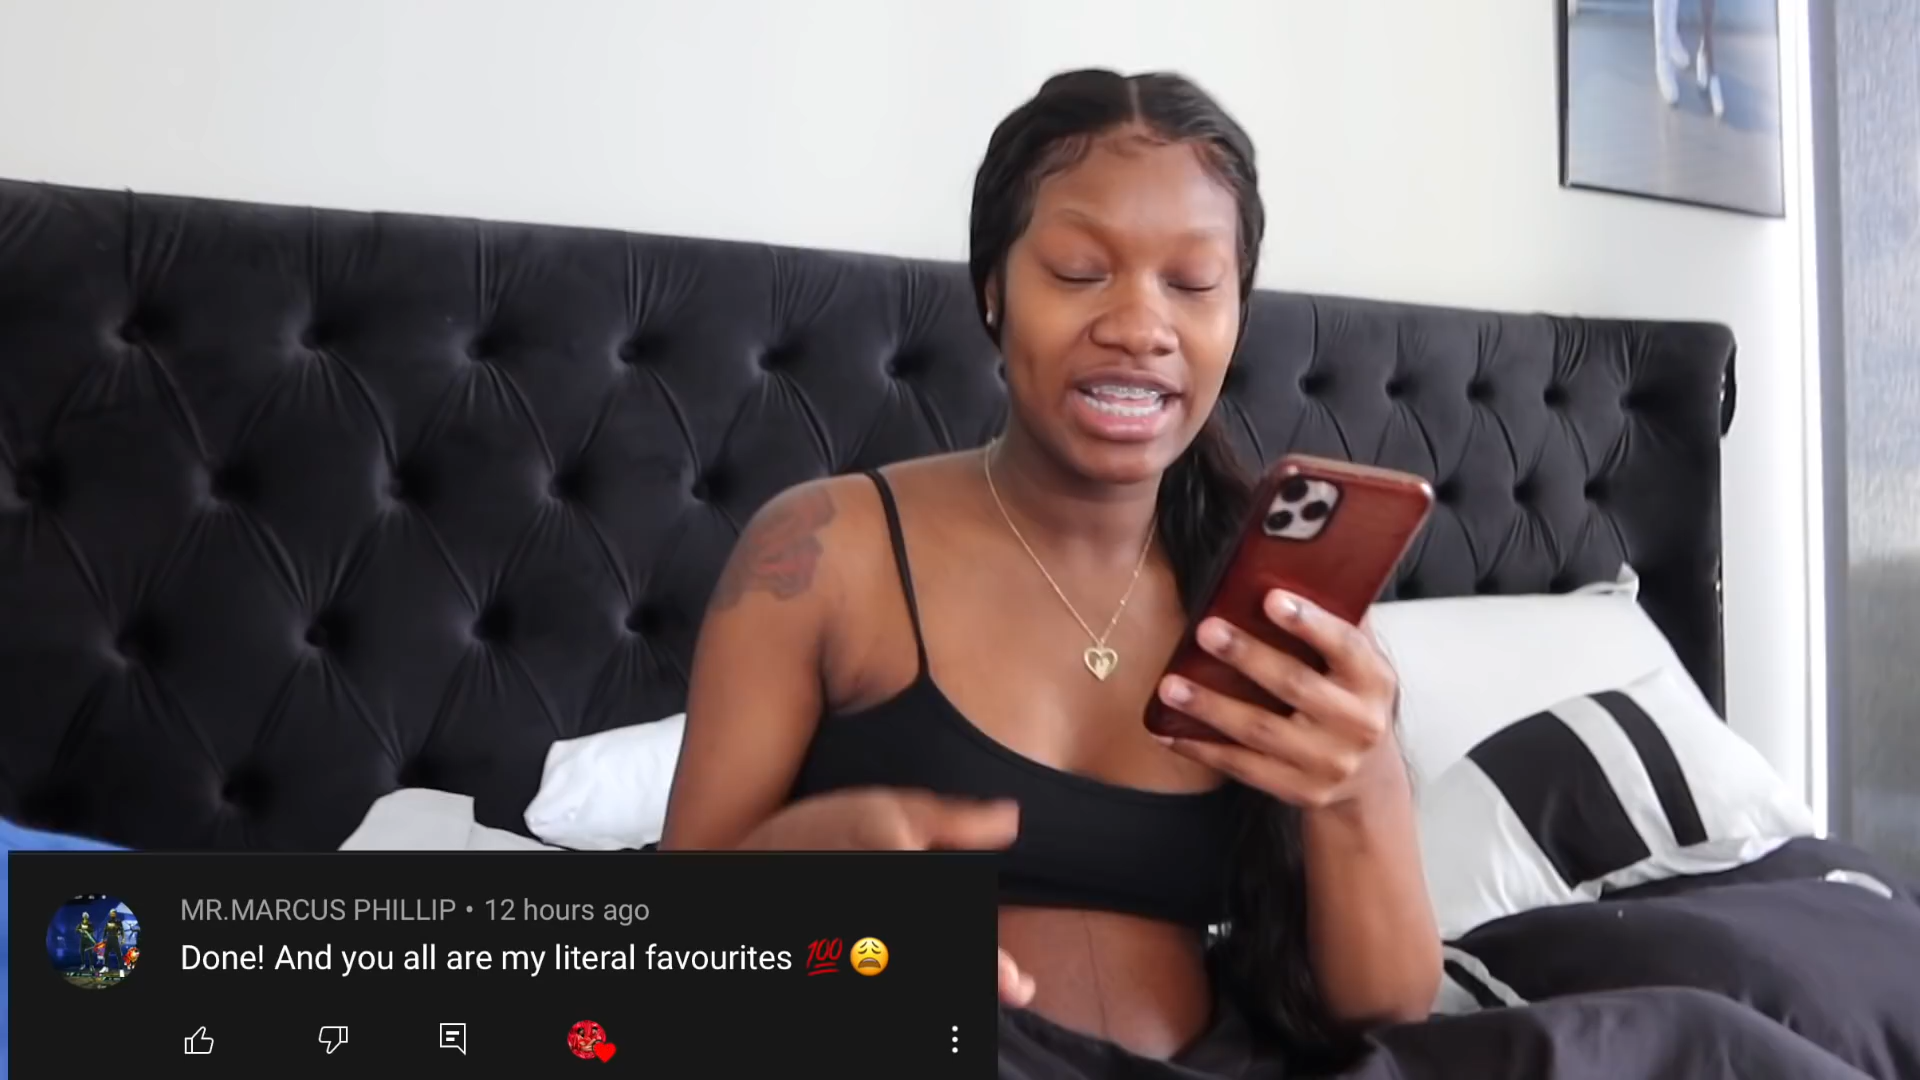 MR.MARCUS PHILLIP • 12 hours ago
Done! And you all are my literal favourites 💯😩